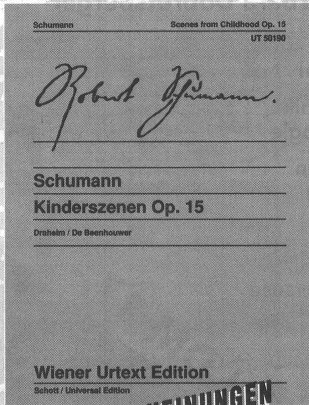 Schumann Scenes from Childhood Op. 15
UT 50190
Robert Schumann.
Schumann
Kinderszenen Op. 15
Draheim / De Beenhouwer
Wiener Urtext Edition
Schott / Universal Edition